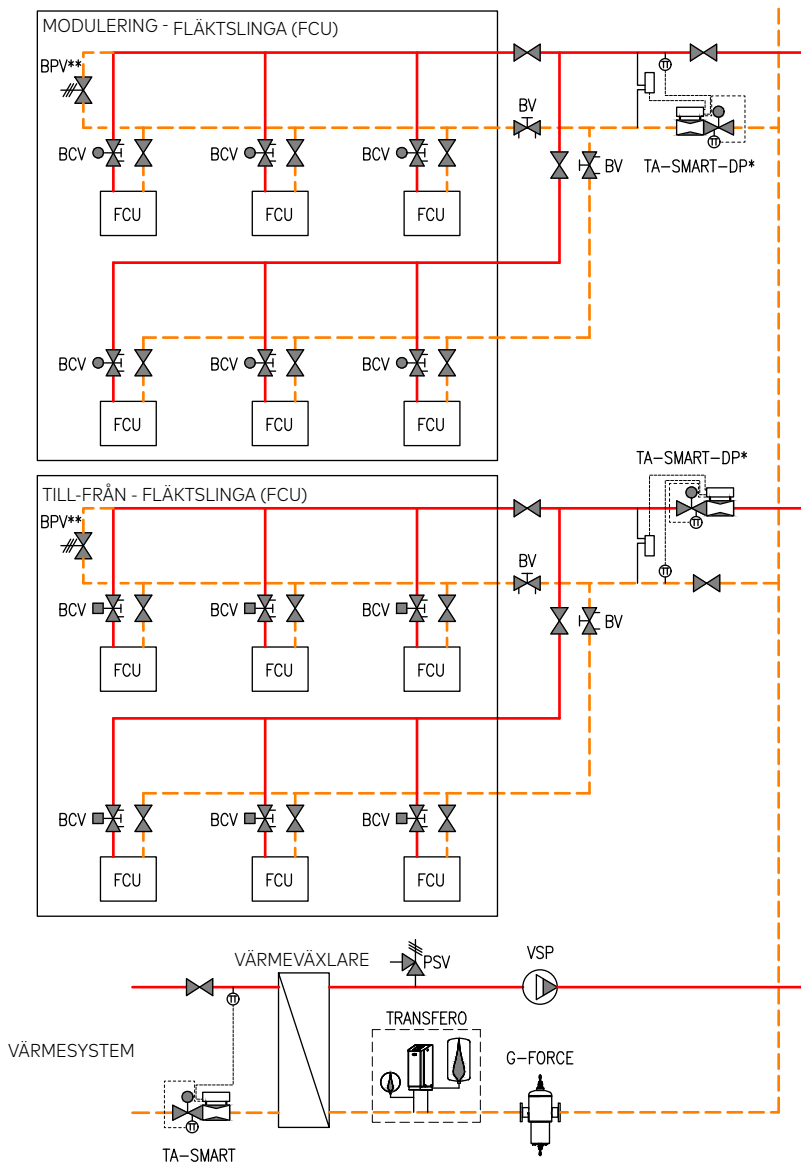 MODULERING - FLÄKTSLINGA (FCU)
BPV**
BV
BCV BCV BCV
BV
TA-SMART-DP*
FCU FCU FCU
BCV BCV BCV
FCU FCU FCU
TA-SMART-DP*
TILL-FRÅN - FLÄKTSLINGA (FCU)
BPV**
BV
BCV BCV BCV
BV
FCU FCU FCU
BCV BCV BCV
FCU FCU FCU
VÄRMEVÄXLARE
PSV
VSP
TRANSFERO
VÄRMESYSTEM
G-FORCE
TA-SMART